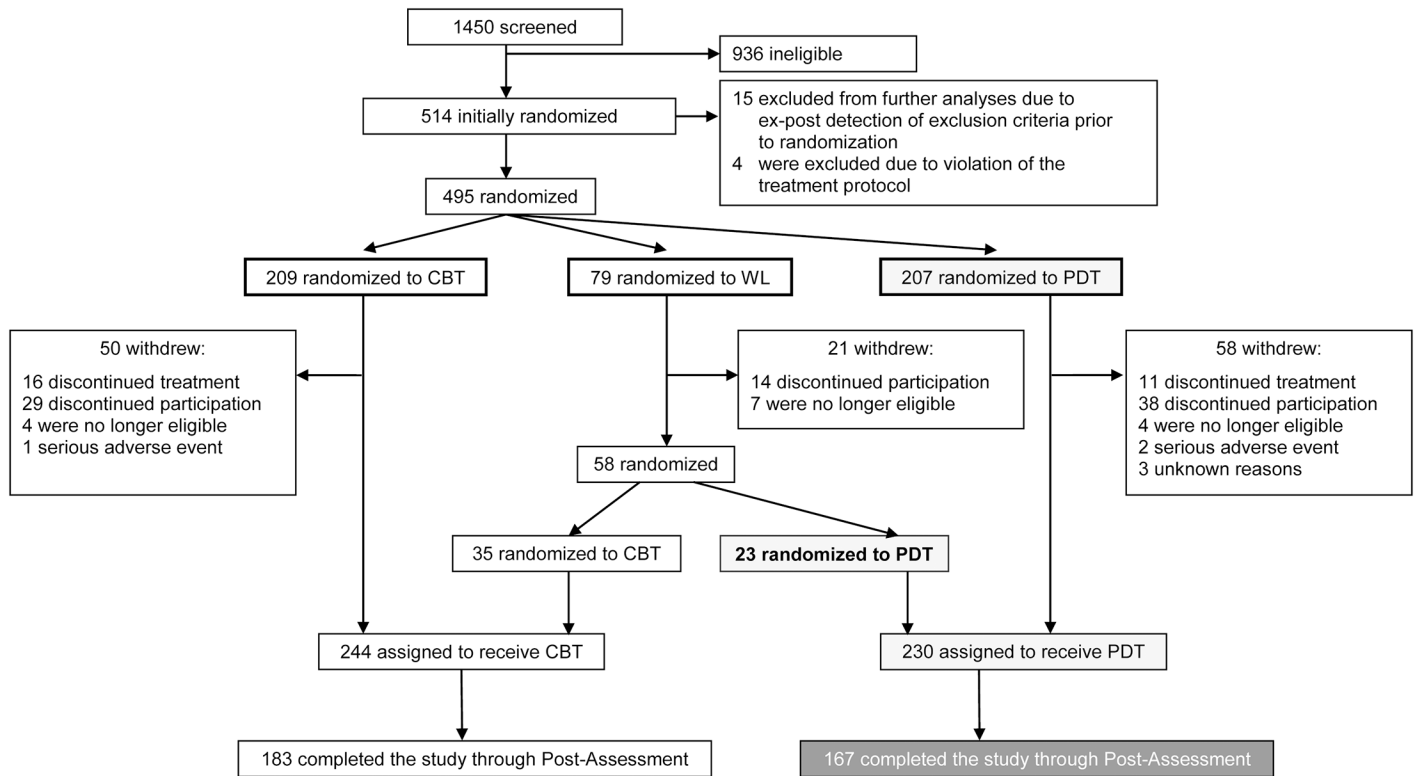 1450 screened
936 ineligible
514 initially randomized
15 excluded from further analyses due to
ex-post detection of exclusion criteria prior
to randomization
4 were excluded due to violation of the
treatment protocol
495 randomized
209 randomized to CBT
79 randomized to WL
207 randomized to PDT
50 withdrew:
16 discontinued treatment
29 discontinued participation
4 were no longer eligible
1 serious adverse event
21 withdrew:
14 discontinued participation
7 were no longer eligible
58 withdrew:
11 discontinued treatment
38 discontinued participation
4 were no longer eligible
2 serious adverse event
3 unknown reasons
58 randomized
35 randomized to CBT
23 randomized to PDT
244 assigned to receive CBT
230 assigned to receive PDT
183 completed the study through Post-Assessment
167 completed the study through Post-Assessment